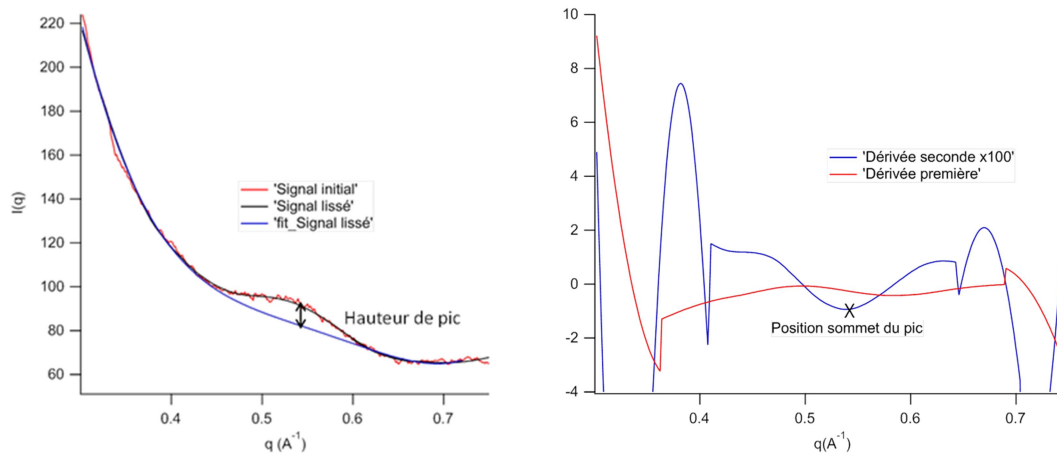 220
200
180
160
140
120
100
80
60
I(q)
'Signal initial'
'Signal lissé'
'fit_Signal lissé'
Hauteur de pic
0.4
0.5
0.6
0.7
q (A⁻¹)
10
8
6
4
2
0
-2
-4
'Dérivée seconde x100'
'Dérivée première'
Position sommet du pic
0.4
0.5
0.6
0.7
q(A⁻¹)